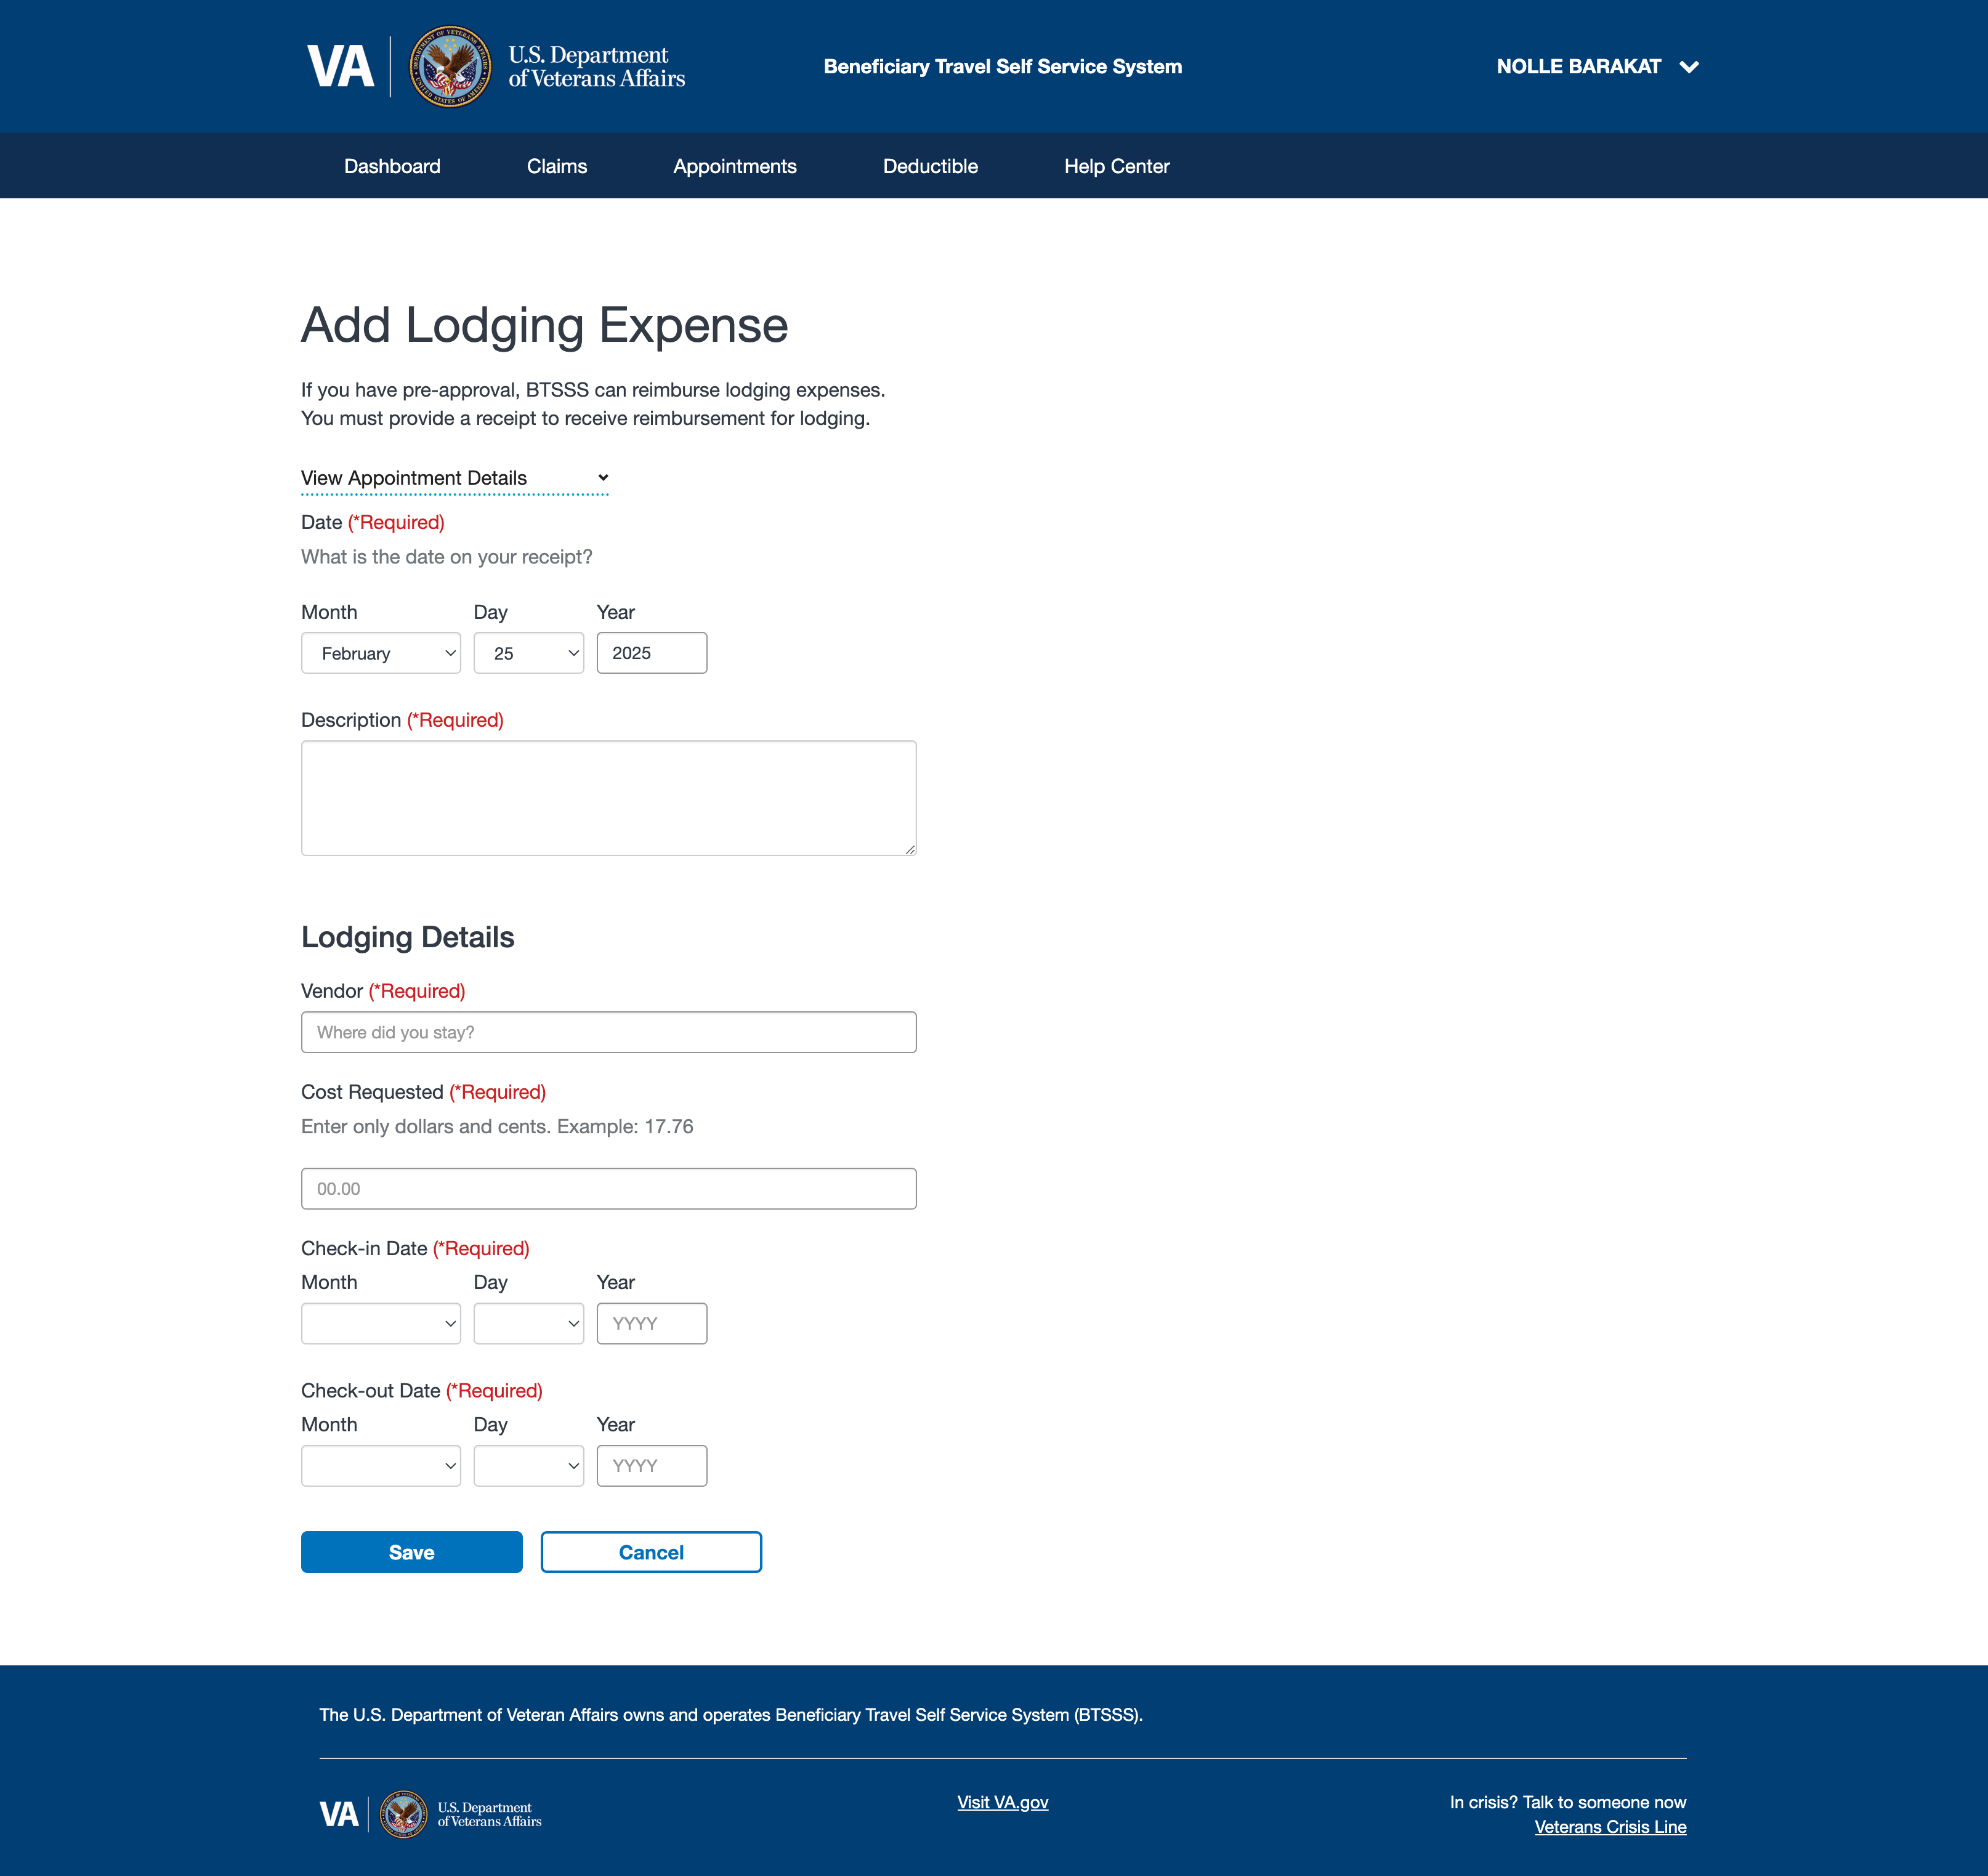 VA
U.S. Department
of Veterans Affairs
Beneficiary Travel Self Service System
NOLLE BARAKAT
Dashboard
Claims
Appointments
Deductible
Help Center
Add Lodging Expense
If you have pre-approval, BTSSS can reimburse lodging expenses.
You must provide a receipt to receive reimbursement for lodging.
View Appointment Details
Date (*Required)
What is the date on your receipt?
Month Day Year
February 25 2025
Description (*Required)
Lodging Details
Vendor (*Required)
Where did you stay?
Cost Requested (*Required)
Enter only dollars and cents. Example: 17.76
00.00
Check-in Date (*Required)
Month Day Year
YYYY
Check-out Date (*Required)
Month Day Year
YYYY
Save
Cancel
The U.S. Department of Veteran Affairs owns and operates Beneficiary Travel Self Service System (BTSSS).
VA
U.S. Department
of Veterans Affairs
Visit VA.gov
In crisis? Talk to someone now
Veterans Crisis Line